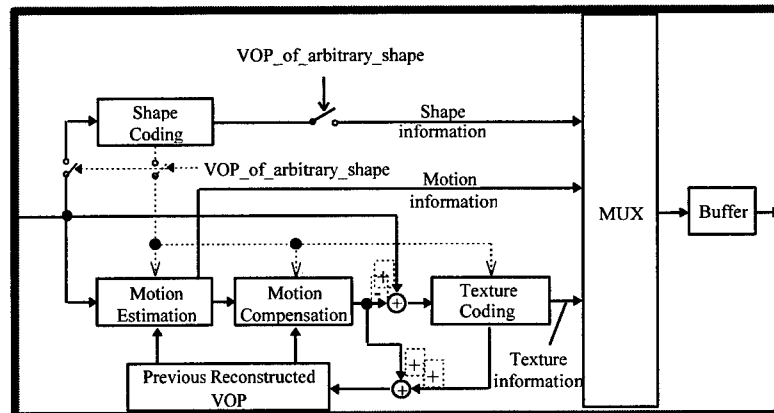 VOP_of_arbitrary_shape
Shape
Coding
Shape
information
VOP_of_arbitrary_shape
Motion
information
MUX
Buffer
Motion
Estimation
Motion
Compensation
+
-
+
Texture
Coding
Texture
information
Previous Reconstructed
VOP
+
+
+